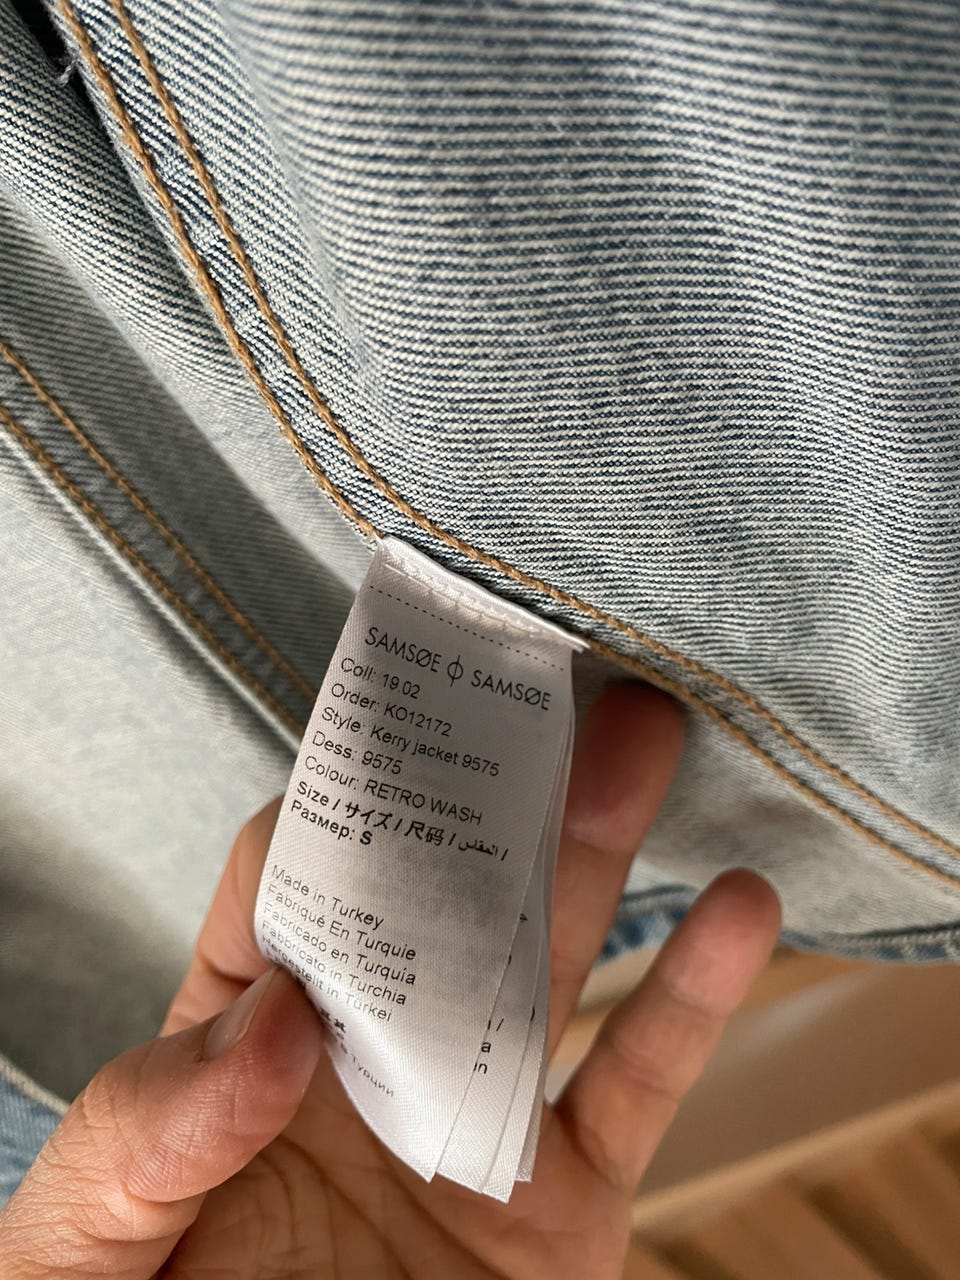 SAMSØE ϕ SAMSØE
Coll: 19.02
Order: KO12172
Style: Kerry jacket 9575
Dess: 9575
Colour: RETRO WASH
Size / サイズ / 尺码 / المقاس /
Размер: S
Made in Turkey
Fabriqué En Turquie
Fabricado en Turquia
Fabbricato in Turchia
Hergestellt in Türkei
Турции